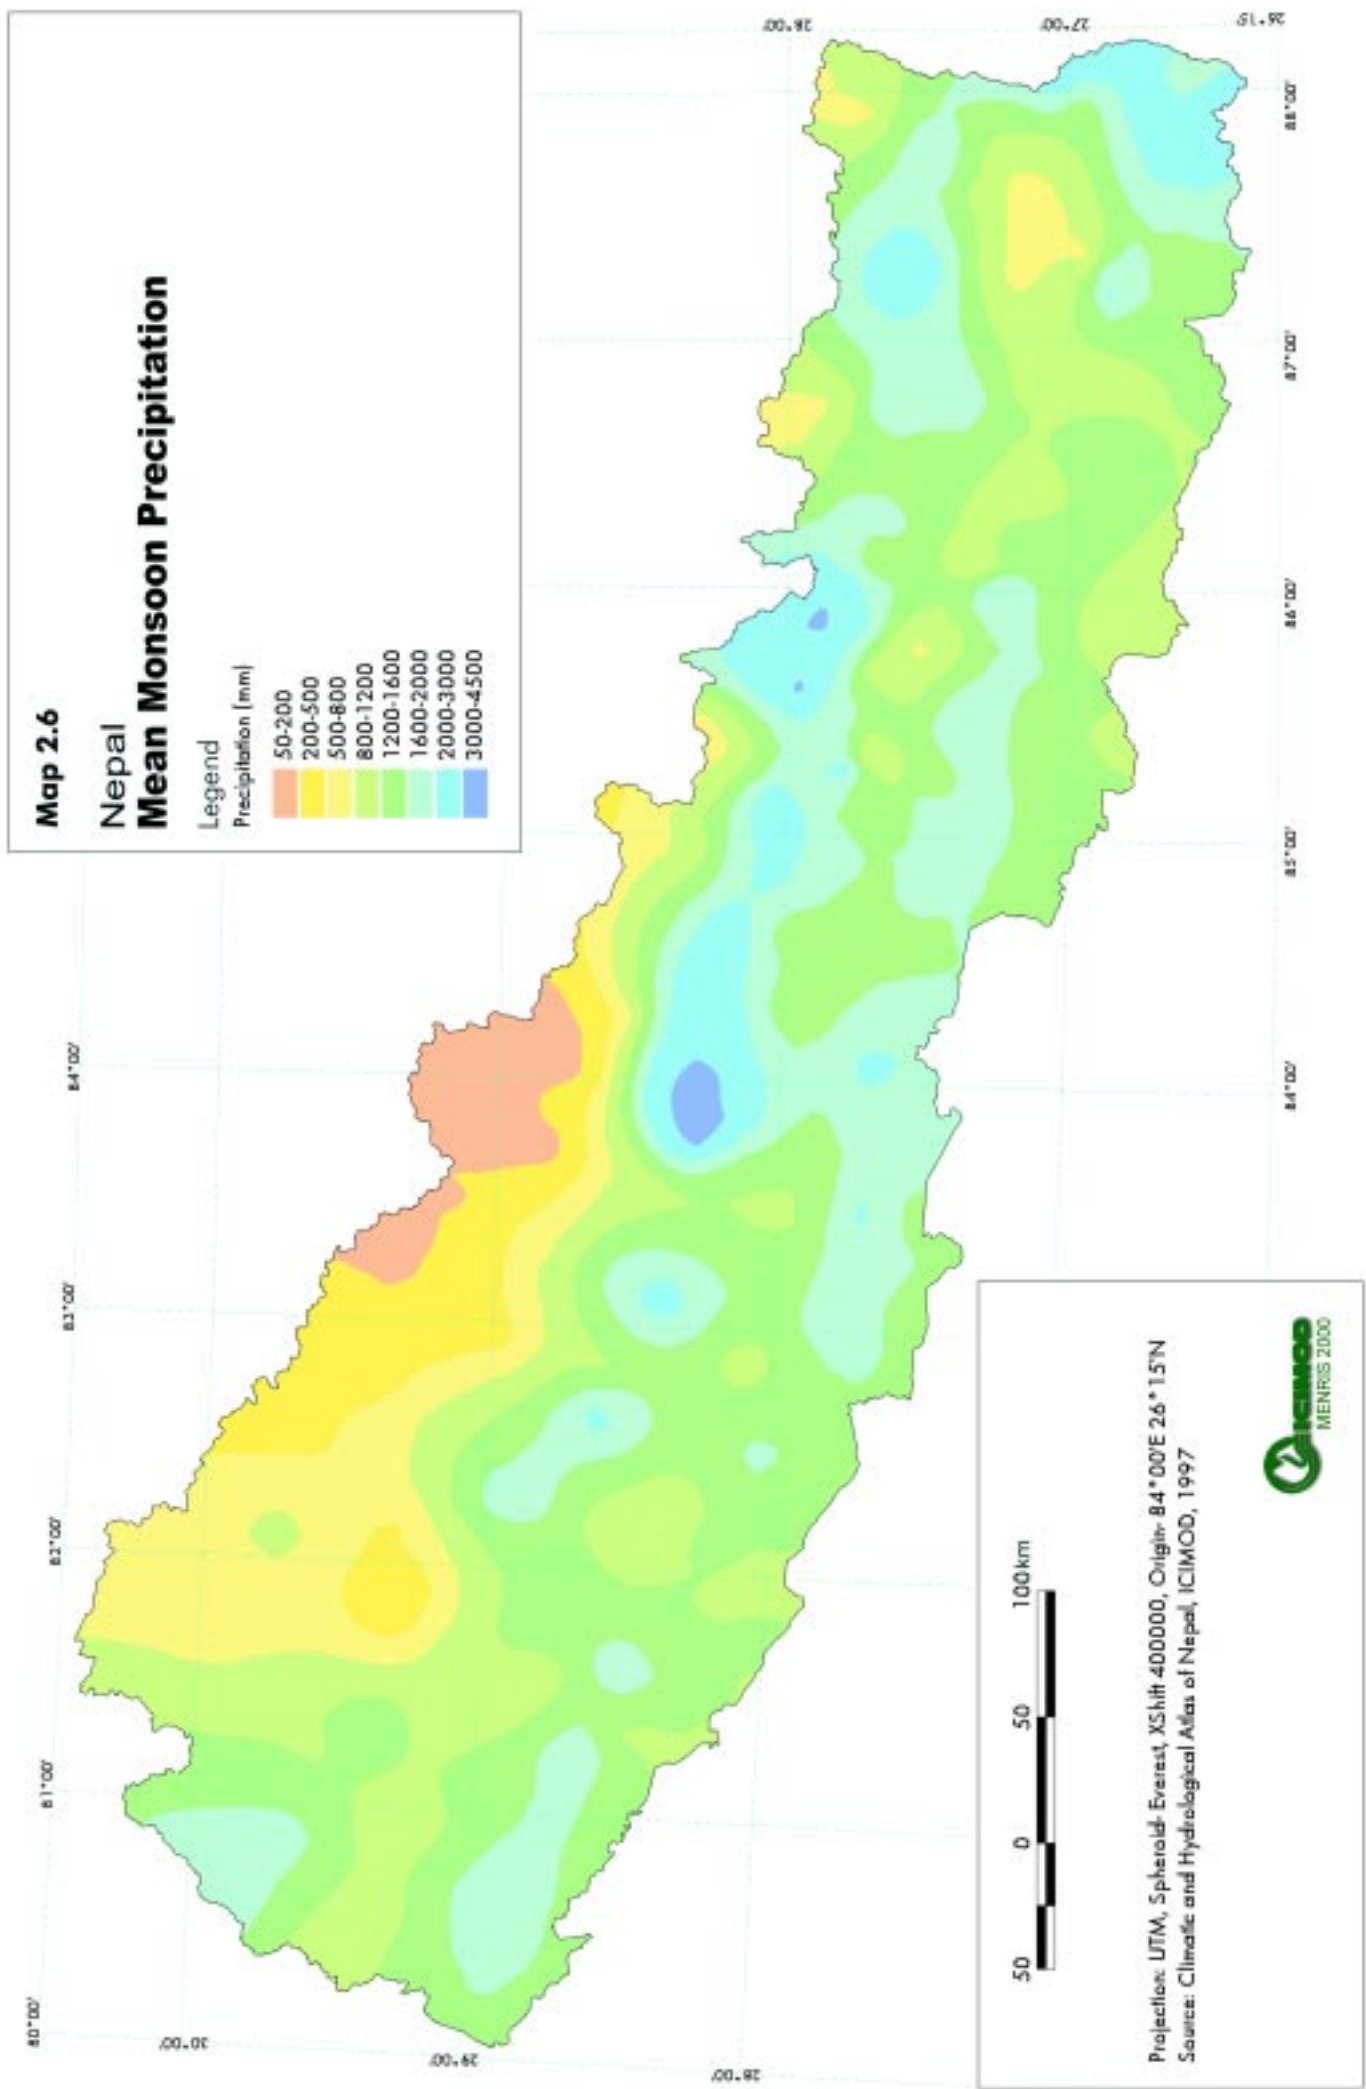 Map 2.6
Nepal
Mean Monsoon Precipitation
Legend
Precipitation (mm)
50-200
200-500
500-800
800-1200
1200-1600
1600-2000
2000-3000
3000-4500
80°00'
81°00'
82°00'
83°00'
84°00'
30°00'
29°00'
28°00'
28°00'
27°00'
26°15'
84°00'
85°00'
86°00'
87°00'
88°00'
50 0 50 100km
Projection: UTM, Spheroid- Everest, XShift 400000, Origin- 84°00'E 26°15'N
Source: Climatic and Hydrological Atlas of Nepal, ICIMOD, 1997
ICIMOD
MENRIS 2000